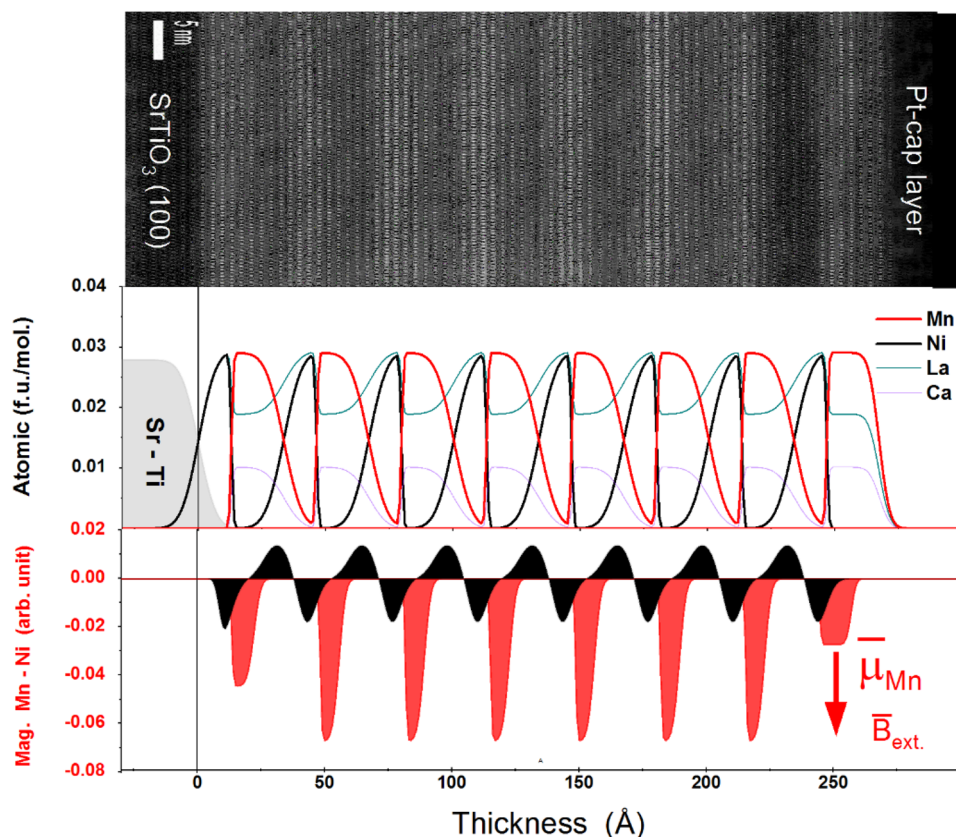 5 nm
SrTiO3 (100)
Pt-cap layer
Atomic (f.u./mol.)
0.04
0.03
0.02
0.01
0.02
Sr - Ti
Mn
Ni
La
Ca
Mag. Mn - Ni (arb. unit)
0.00
-0.02
-0.04
-0.06
-0.08
μ̅Mn
B̅ext.
A
0
50
100
150
200
250
Thickness (Å)